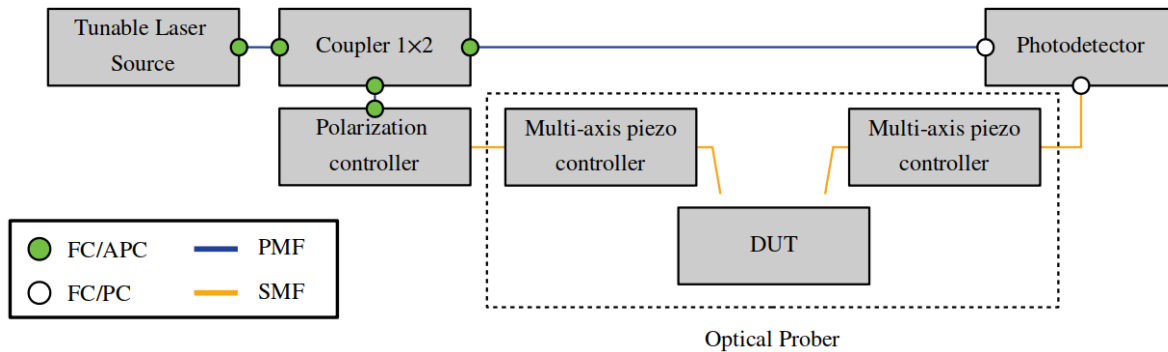 Tunable Laser
Source
Coupler 1×2
Photodetector
Polarization
controller
Multi-axis piezo
controller
Multi-axis piezo
controller
DUT
FC/APC
PMF
FC/PC
SMF
Optical Prober